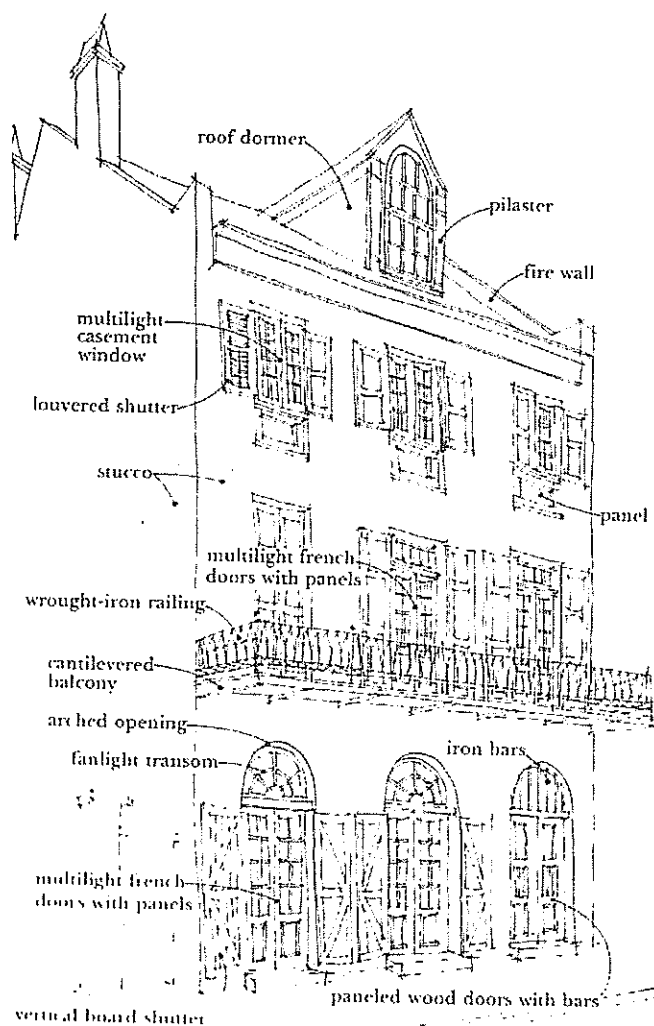 roof dormer
pilaster
fire wall
multilight
casement
window
louvered shutter
stucco
panel
multilight french
doors with panels
wrought-iron railing
cantilevered
balcony
arched opening
iron bars
fanlight transom
multilight french
doors with panels
paneled wood doors with bars
vertical board shutter